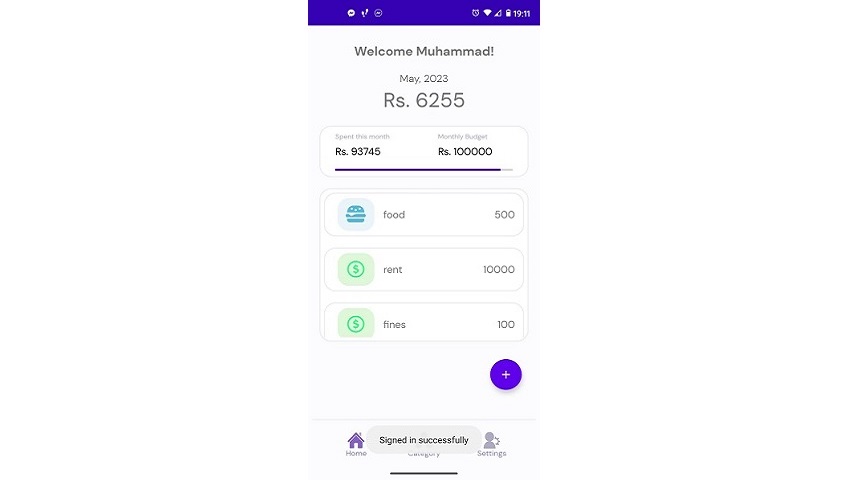 19:11
Welcome Muhammad!
May, 2023
Rs. 6255
Spent this month Monthly Budget
Rs. 93745 Rs. 100000
food 500
rent 10000
fines 100
+
Signed in successfully
Home Category Settings